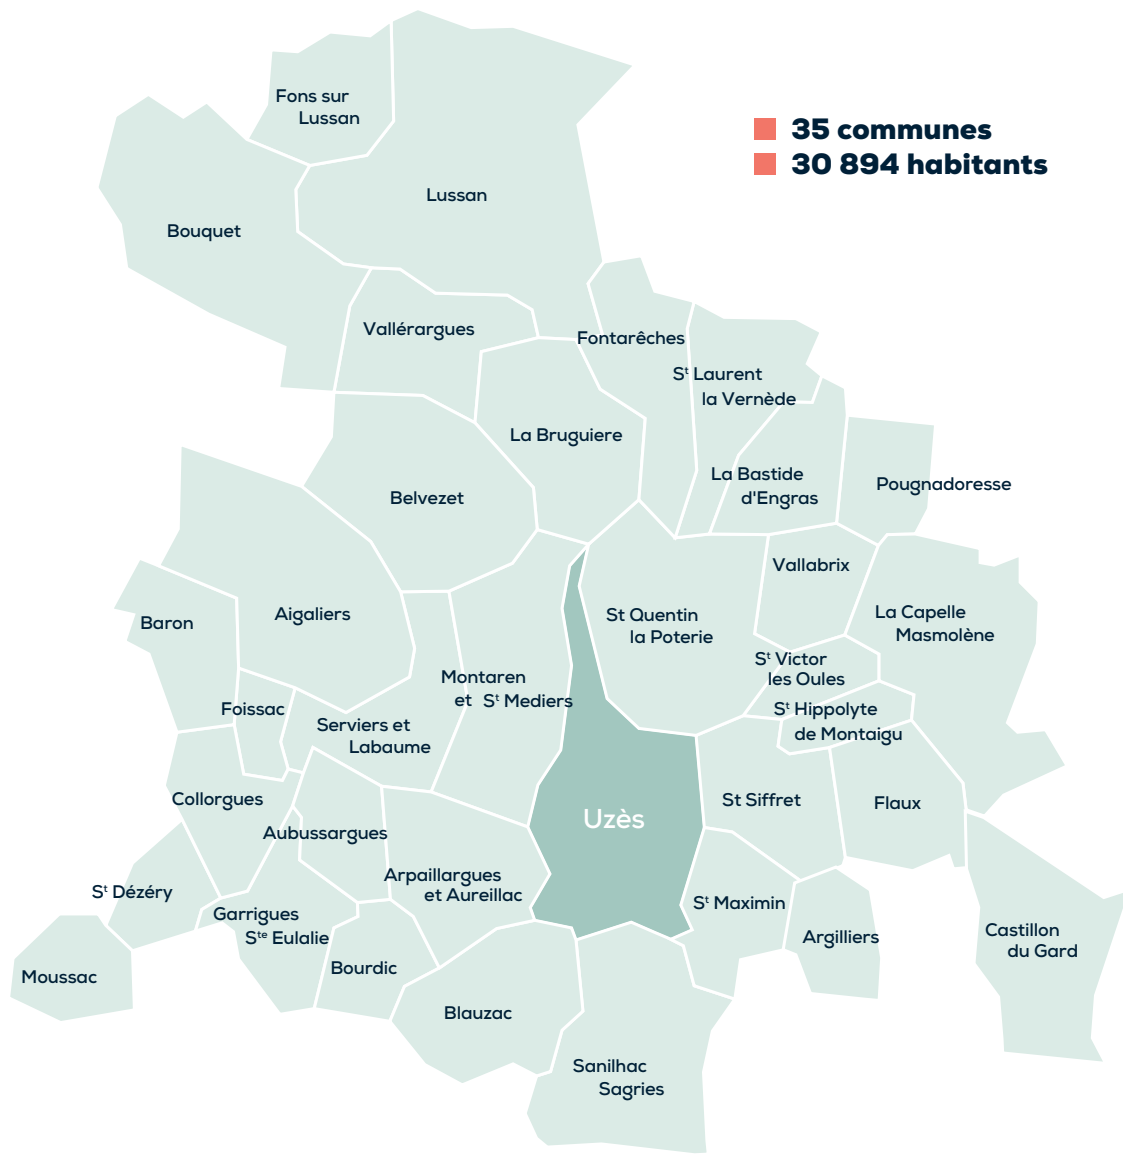 Fons sur
Lussan
35 communes
30 894 habitants
Lussan
Bouquet
Vallérargues
Fontarêches
Sᵗ Laurent
la Vernède
La Bruguiere
La Bastide
d'Engras
Pougnadoresse
Belvezet
Vallabrix
Aigaliers
Baron
St Quentin
la Poterie
La Capelle
Masmolène
Sᵗ Victor
les Oules
Montaren
et Sᵗ Mediers
Foissac
Sᵗ Hippolyte
de Montaigu
Serviers et
Labaume
Collorgues
St Siffret
Flaux
Uzès
Aubussargues
Arpaillargues
et Aureillac
Sᵗ Dézéry
Sᵗ Maximin
Garrigues
Sᵗᵉ Eulalie
Argilliers
Castillon
du Gard
Bourdic
Moussac
Blauzac
Sanilhac
Sagries